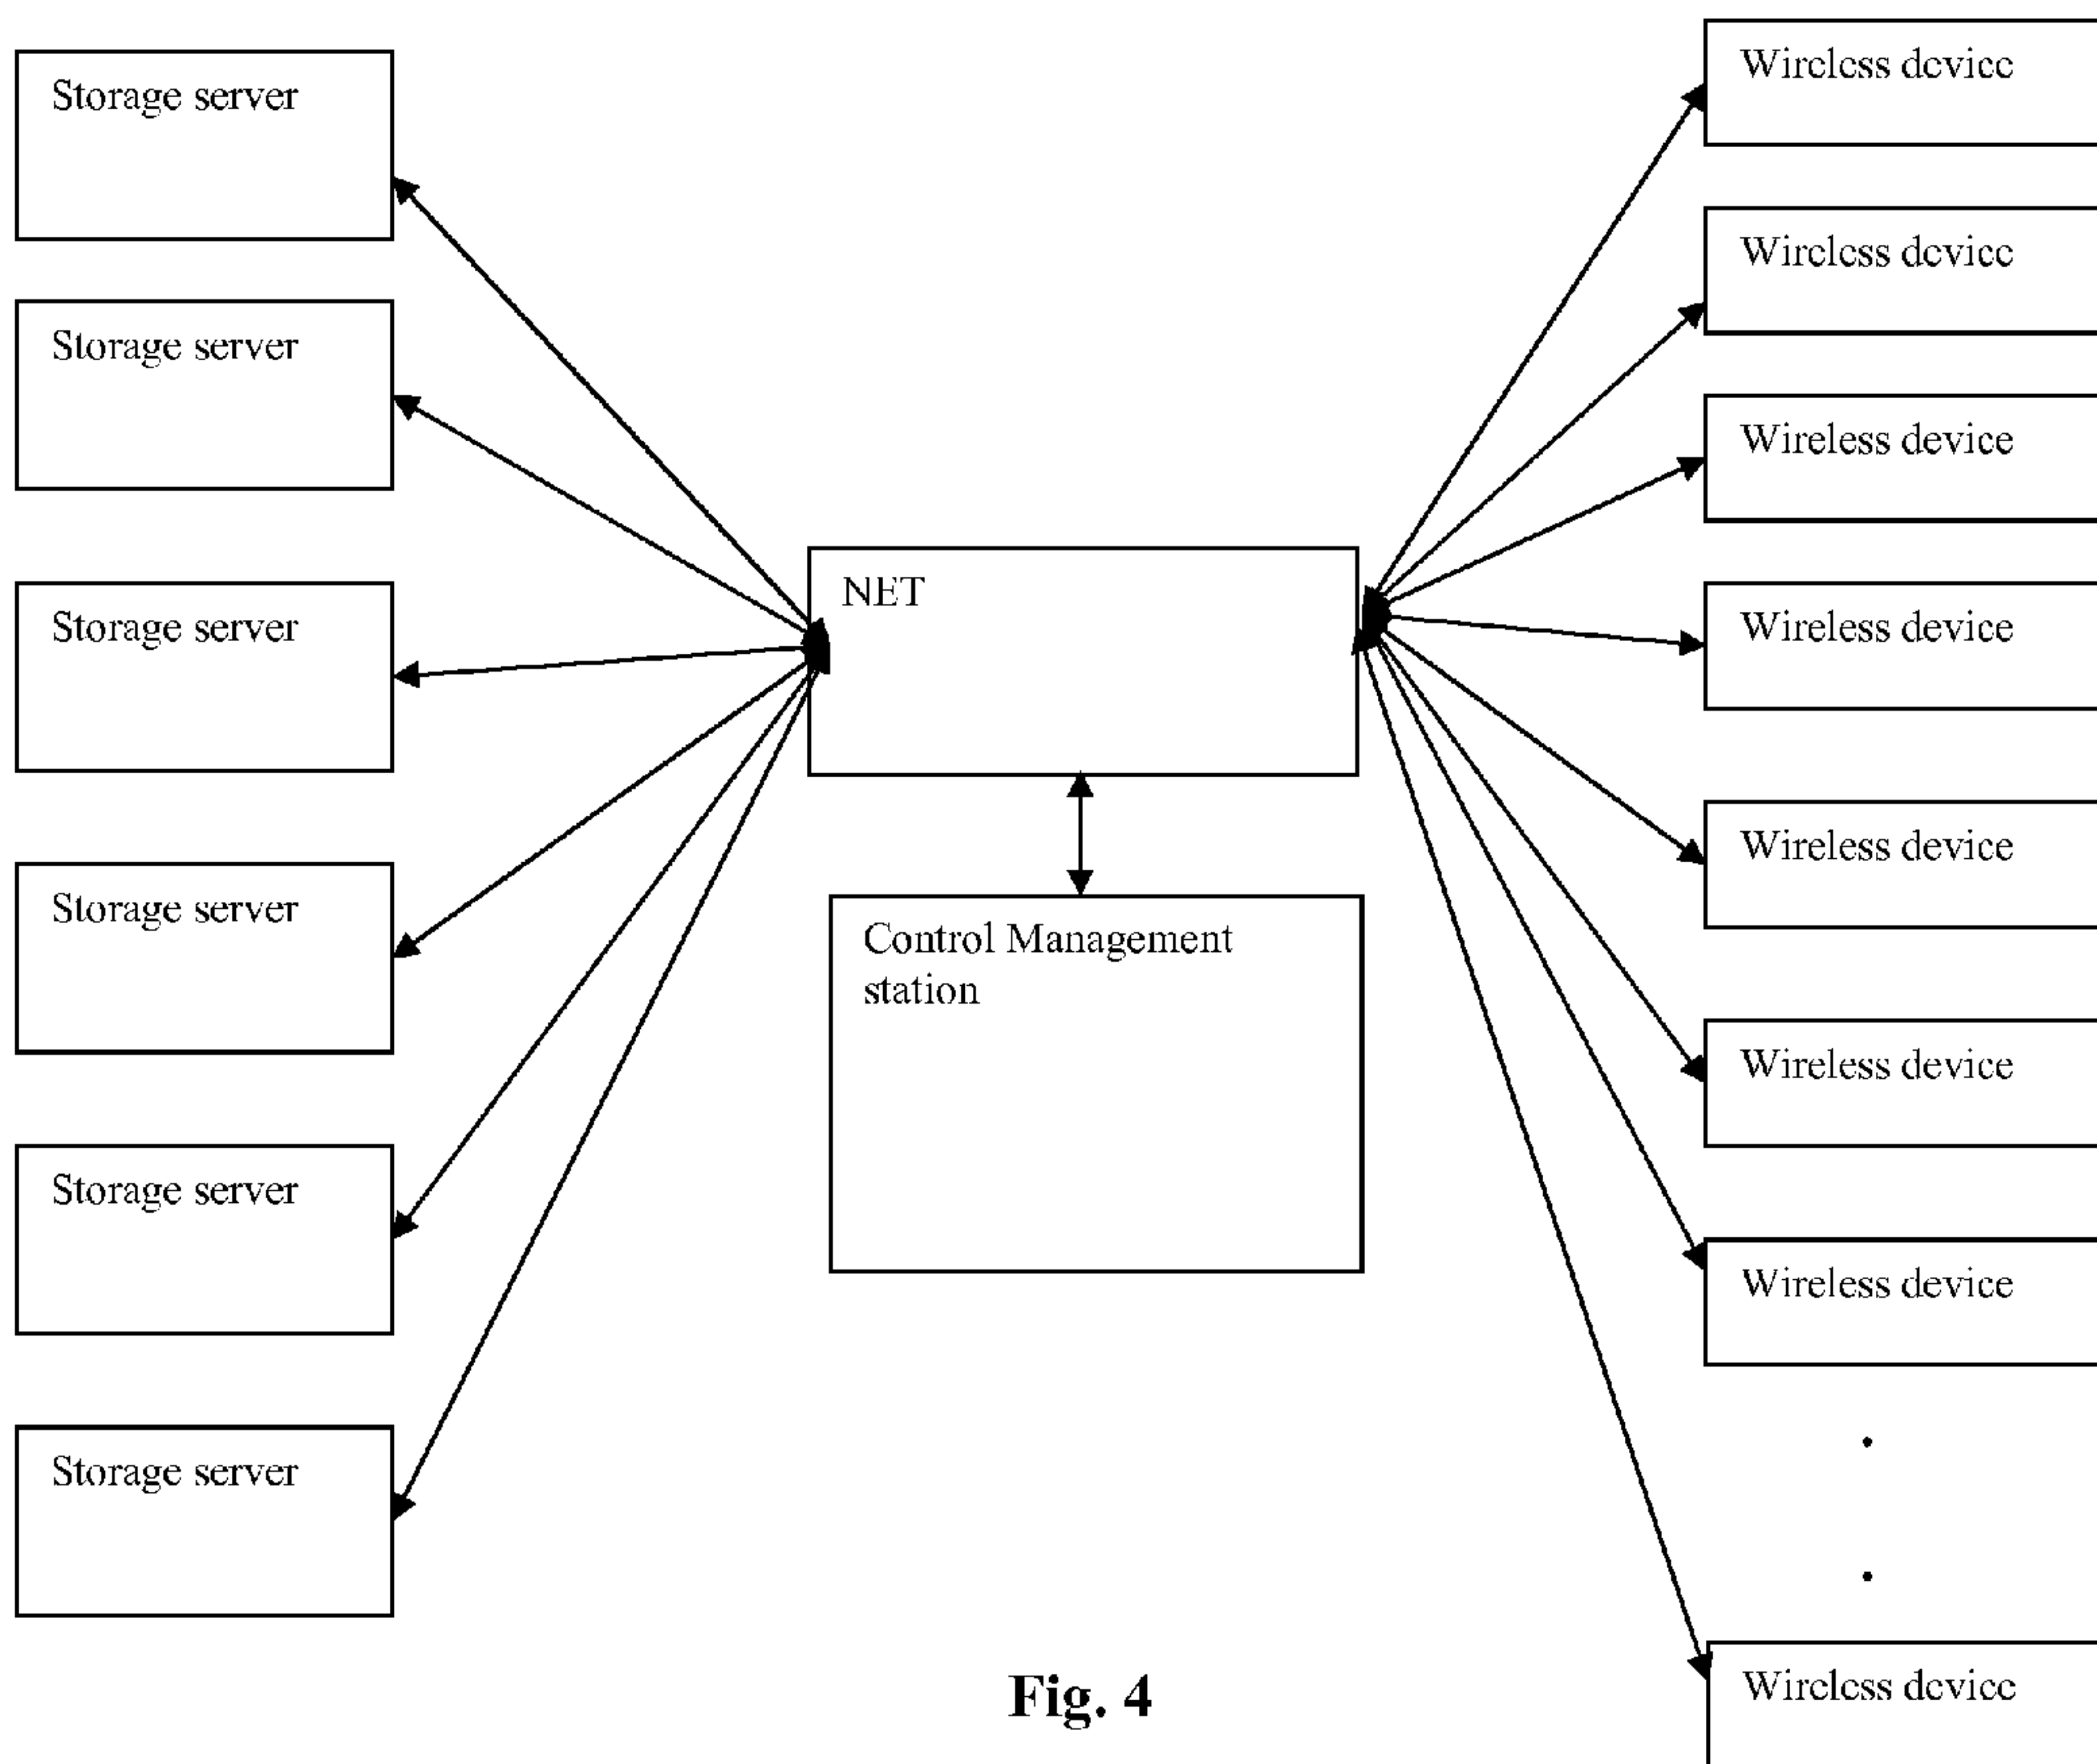 Storage server
Storage server
Storage server
Storage server
Storage server
Storage server
NET
Control Management
station
Wireless device
Wireless device
Wireless device
Wireless device
Wireless device
Wireless device
Wireless device
Wireless device
Fig. 4